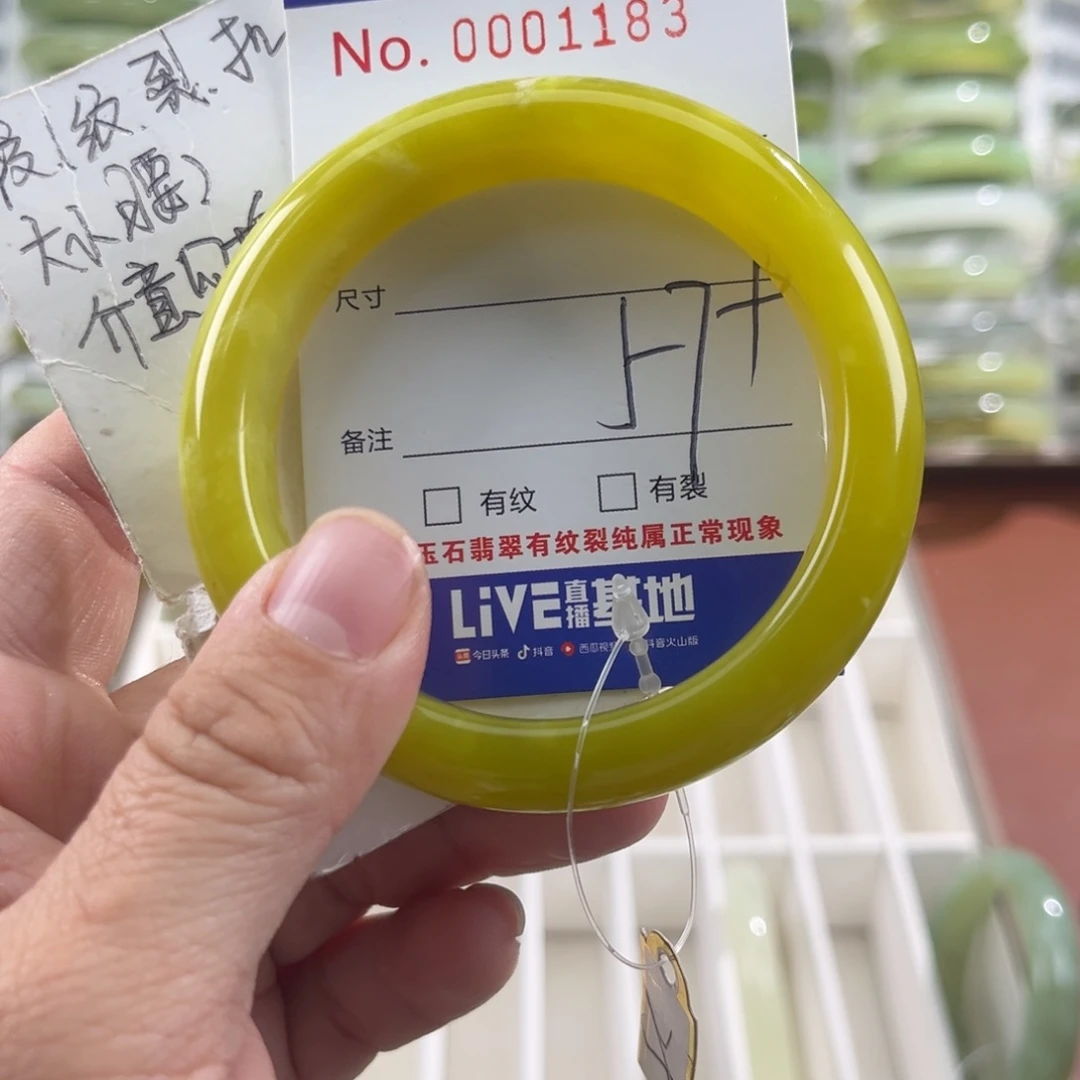 No. 0001183
纹裂.
大小腰)
介意
尺寸
57+
备注
有纹
有裂
玉石翡翠有纹裂纯属正常现象
LiVE直播基地
今日头条 抖音 西瓜视 抖音火山版